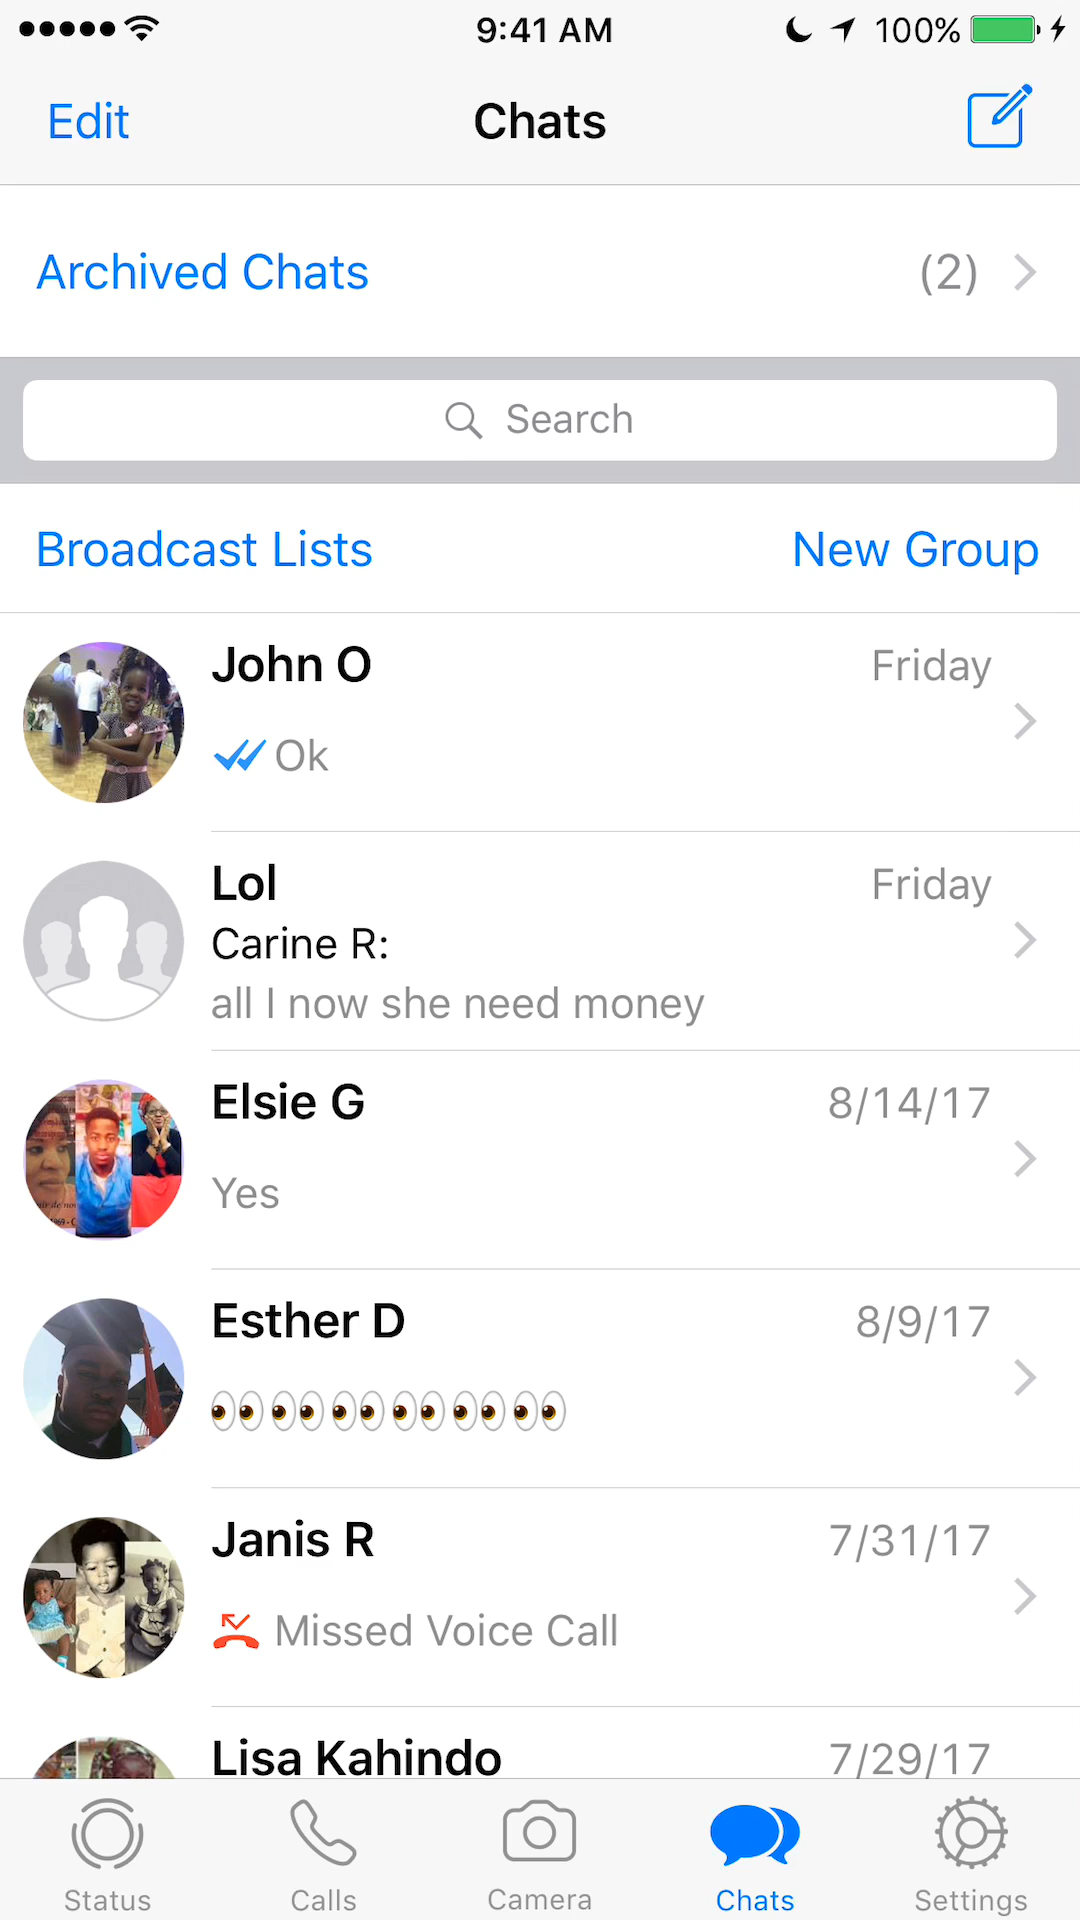 9:41 AM 100%
Edit Chats
Archived Chats (2)
Search
Broadcast Lists New Group
John O Friday
Ok
Lol Friday
Carine R:
all I now she need money
Elsie G 8/14/17
Yes
Esther D 8/9/17
👀👀👀👀👀👀
Janis R 7/31/17
Missed Voice Call
Lisa Kahindo 7/29/17
Status Calls Camera Chats Settings